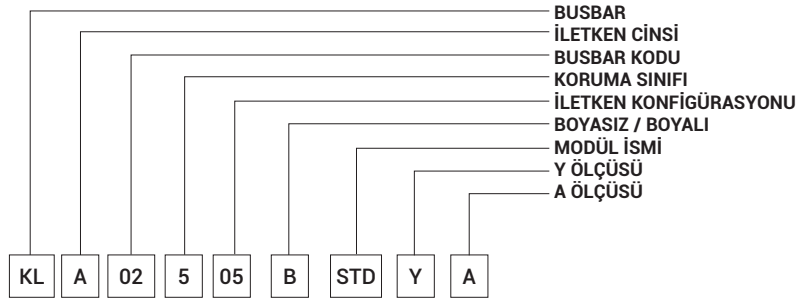 BUSBAR
İLETKEN CİNSİ
BUSBAR KODU
KORUMA SINIFI
İLETKEN KONFİGÜRASYONU
BOYASIZ / BOYALI
MODÜL İSMİ
Y ÖLÇÜSÜ
A ÖLÇÜSÜ
KL A 02 5 05 B STD Y A